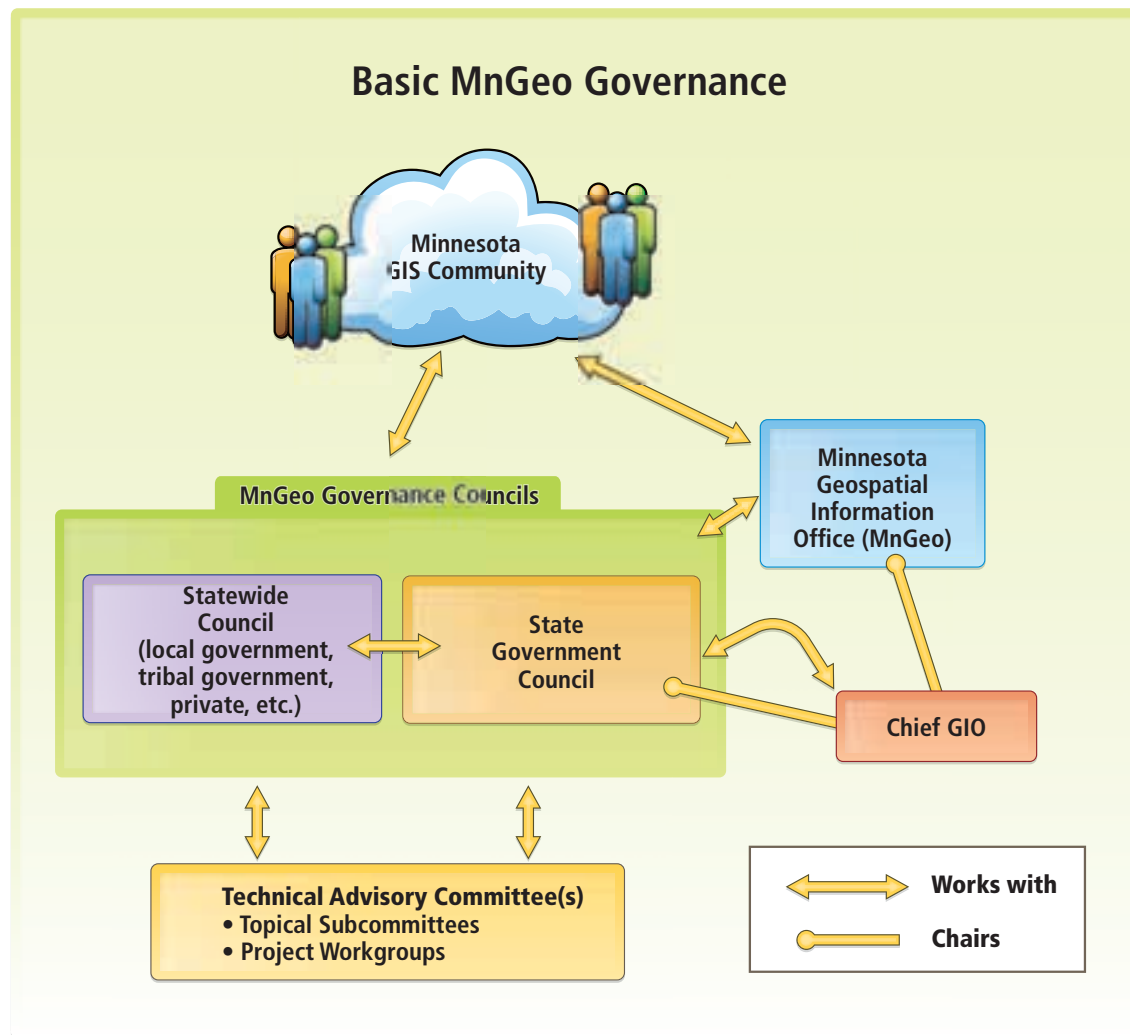 Basic MnGeo Governance
Minnesota
GIS Community
Minnesota
Geospatial
Information
Office (MnGeo)
MnGeo Governance Councils
Statewide
Council
(local government,
tribal government,
private, etc.)
State
Government
Council
Chief GIO
Technical Advisory Committee(s)
• Topical Subcommittees
• Project Workgroups
Works with
Chairs